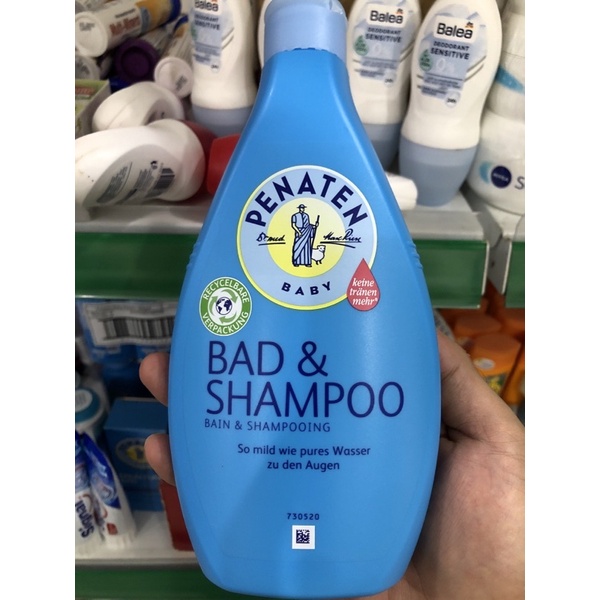 Balea
DEODORANT
SENSITIVE
Balea
DEODORANT
SENSITIVE
PENATEN
BABY
keine
tränen
mehr*
RECYCELBARE
VERPACKUNG
BAD &
SHAMPOO
BAIN & SHAMPOOING
So mild wie pures Wasser
zu den Augen
730520
NIVEA